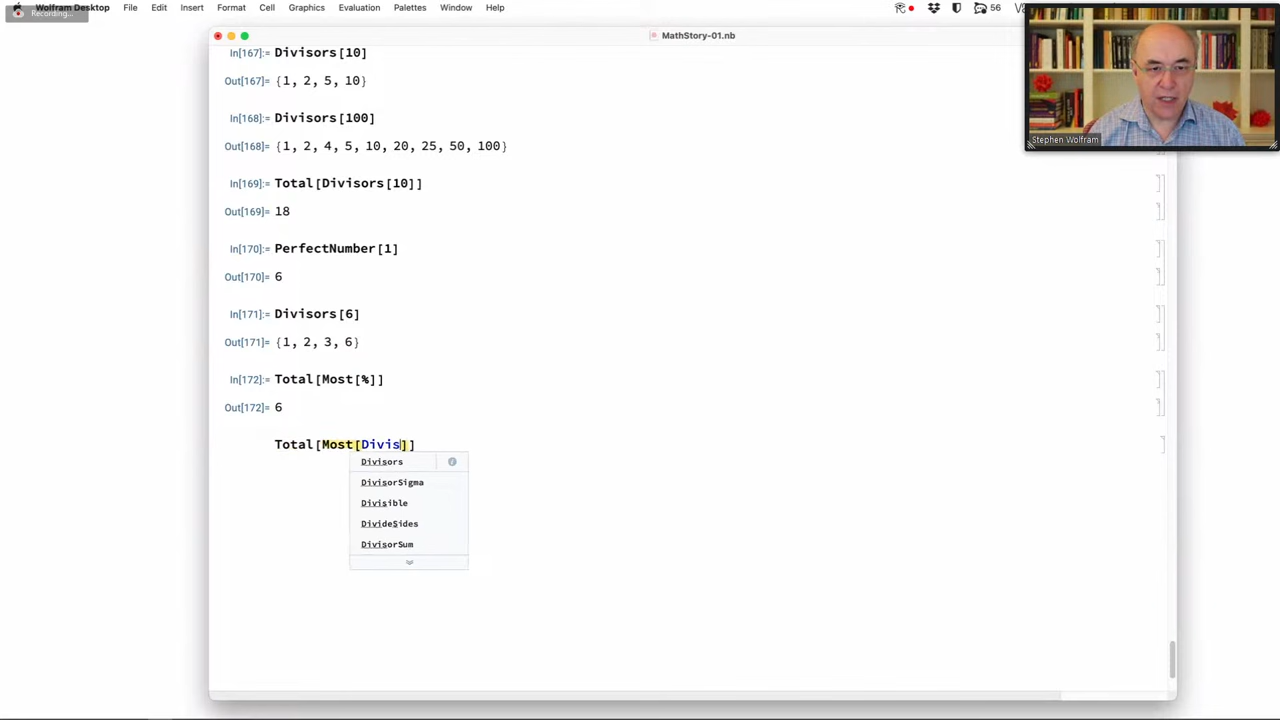 Wolfram Desktop File Edit Insert Format Cell Graphics Evaluation Palettes Window Help 56
Recording...
MathStory-01.nb
In[167]:= Divisors[10]
Out[167]= {1, 2, 5, 10}
In[168]:= Divisors[100]
Out[168]= {1, 2, 4, 5, 10, 20, 25, 50, 100}
Stephen Wolfram
In[169]:= Total[Divisors[10]]
Out[169]= 18
In[170]:= PerfectNumber[1]
Out[170]= 6
In[171]:= Divisors[6]
Out[171]= {1, 2, 3, 6}
In[172]:= Total[Most[%]]
Out[172]= 6
Total[Most[Divis]]
Divisors
DivisorSigma
Divisible
DivideSides
DivisorSum